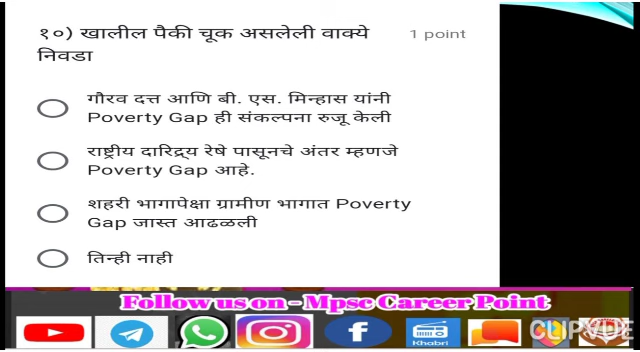 १०) खालील पैकी चूक असलेली वाक्ये
1 point
निवडा
गौरव दत्त आणि बी. एस. मिन्हास यांनी
Poverty Gap ही संकल्पना रुजू केली
राष्ट्रीय दारिद्र्य रेषे पासूनचे अंतर म्हणजे
Poverty Gap आहे.
शहरी भागापेक्षा ग्रामीण भागात Poverty
Gap जास्त आढळली
तिन्ही नाही
Follow us on - Mpsc Career Point
Khabri